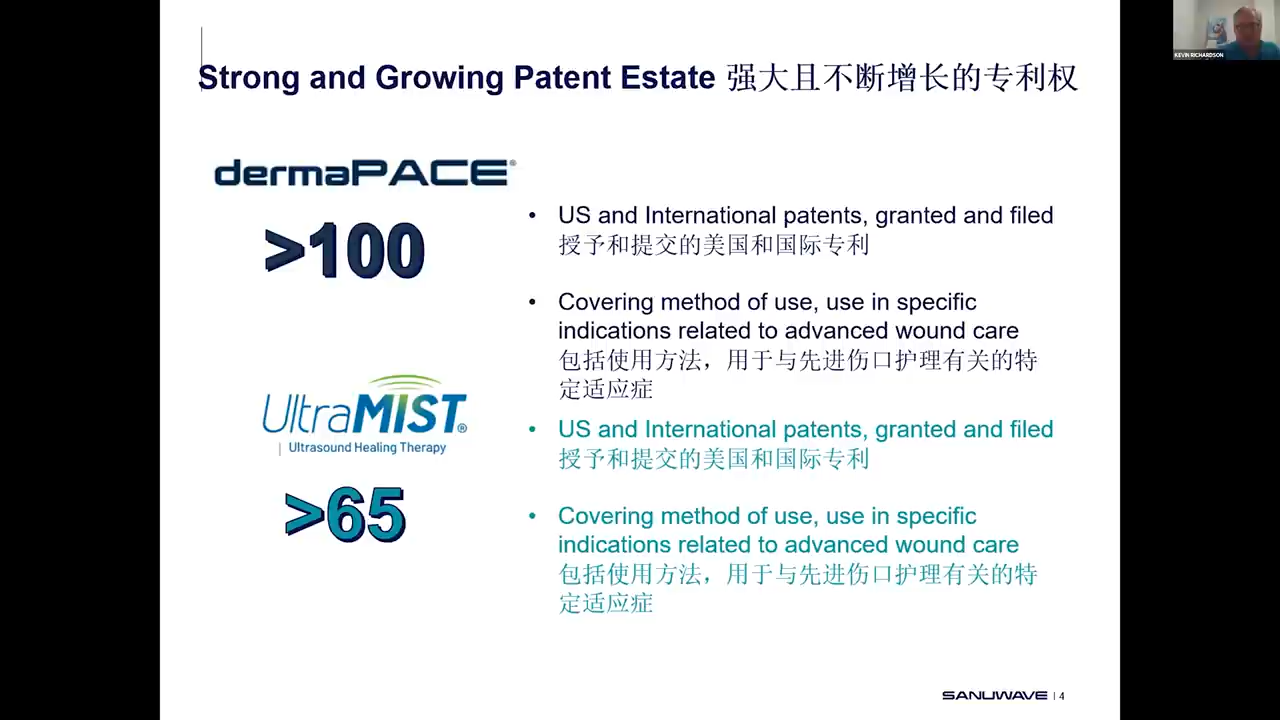 KEVIN RICHARDSON
Strong and Growing Patent Estate 强大且不断增长的专利权
dermaPACE®
>100
• US and International patents, granted and filed
授予和提交的美国和国际专利
• Covering method of use, use in specific
indications related to advanced wound care
包括使用方法，用于与先进伤口护理有关的特
定适应症
UltraMIST®
Ultrasound Healing Therapy
>65
• US and International patents, granted and filed
授予和提交的美国和国际专利
• Covering method of use, use in specific
indications related to advanced wound care
包括使用方法，用于与先进伤口护理有关的特
定适应症
SANUWAVE | 4